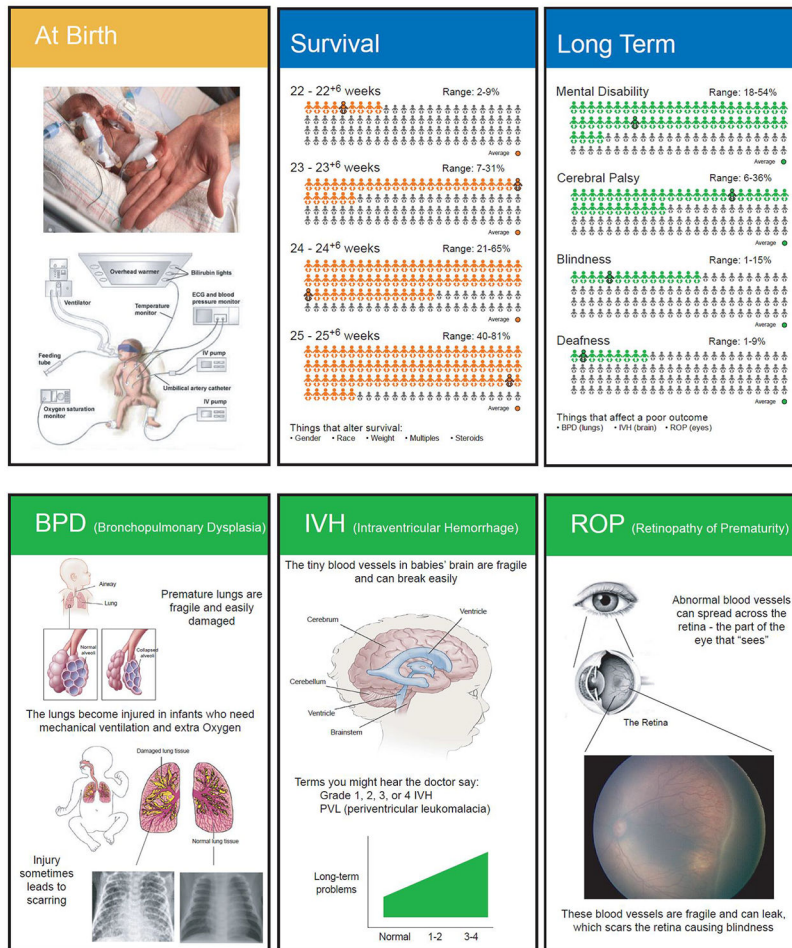 At Birth
Overhead warmer
Bilirubin lights
Ventilator
Temperature
monitor
ECG and blood
pressure monitor
Feeding
tube
IV pump
Umbilical artery catheter
Oxygen saturation
monitor
IV pump
Survival
22 - 22+6 weeks Range: 2-9%
Average
23 - 23+6 weeks Range: 7-31%
Average
24 - 24+6 weeks Range: 21-65%
Average
25 - 25+6 weeks Range: 40-81%
Average
Things that alter survival:
• Gender • Race • Weight • Multiples • Steroids
Long Term
Mental Disability Range: 18-54%
Average
Cerebral Palsy Range: 6-36%
Average
Blindness Range: 1-15%
Average
Deafness Range: 1-9%
Average
Things that affect a poor outcome
• BPD (lungs) • IVH (brain) • ROP (eyes)
BPD (Bronchopulmonary Dysplasia)
Airway
Lung
Premature lungs are
fragile and easily
damaged
Normal
alveoli
Collapsed
alveoli
The lungs become injured in infants who need
mechanical ventilation and extra Oxygen
Damaged lung tissue
Normal lung tissue
Injury
sometimes
leads to
scarring
IVH (Intraventricular Hemorrhage)
The tiny blood vessels in babies' brain are fragile
and can break easily
Ventricle
Cerebrum
Cerebellum
Ventricle
Brainstem
Terms you might hear the doctor say:
Grade 1, 2, 3, or 4 IVH
PVL (periventricular leukomalacia)
Long-term
problems
Normal 1-2 3-4
ROP (Retinopathy of Prematurity)
Abnormal blood vessels
can spread across the
retina - the part of the
eye that "sees"
The Retina
These blood vessels are fragile and can leak,
which scars the retina causing blindness